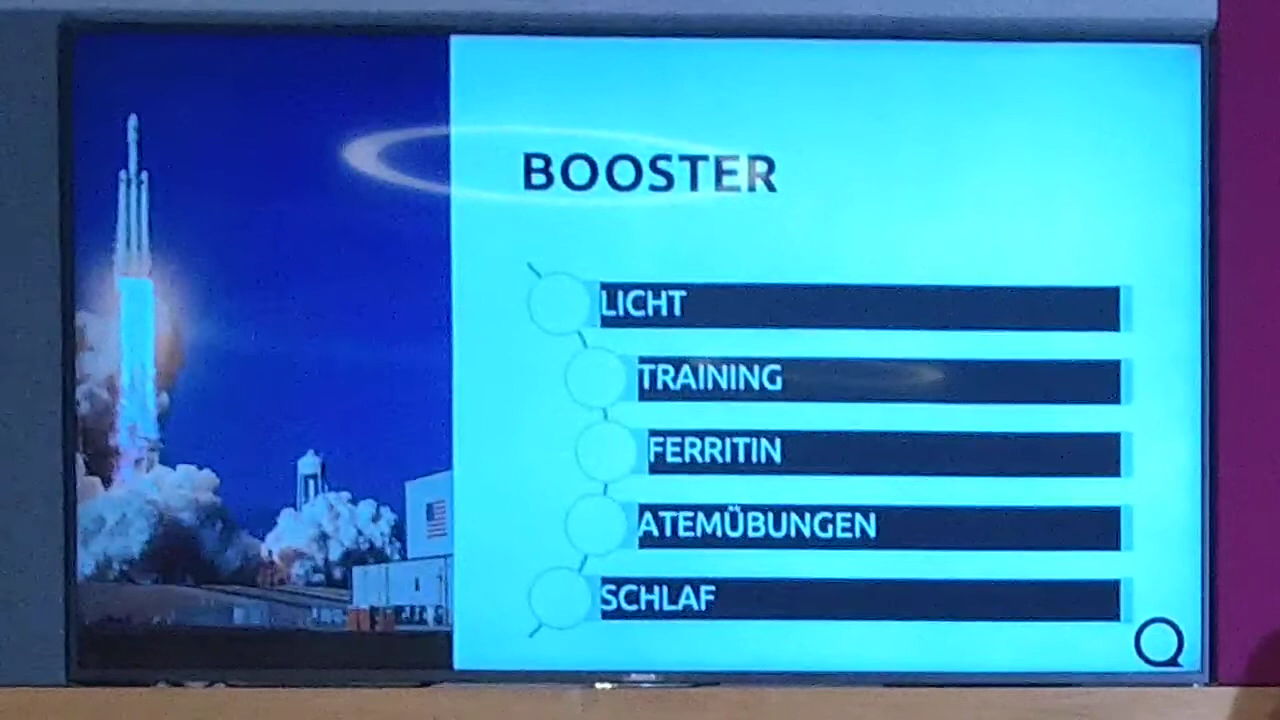 BOOSTER
LICHT
TRAINING
FERRITIN
ATEMÜBUNGEN
SCHLAF